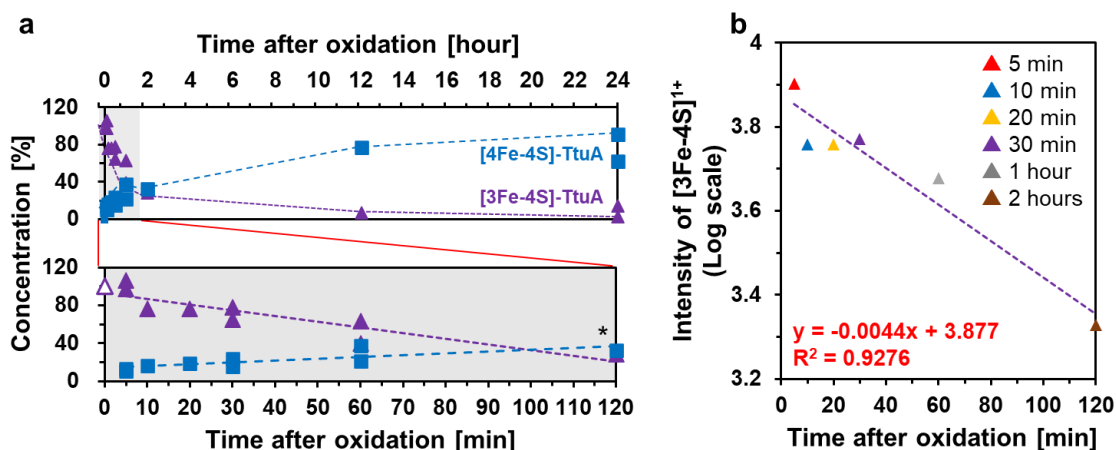 a
Time after oxidation [hour]
0 2 4 6 8 10 12 14 16 18 20 22 24
Concentration [%]
120
80
40
0
[4Fe-4S]-TtuA
[3Fe-4S]-TtuA
120
80
40
0
*
0 10 20 30 40 50 60 70 80 90 100 110 120
Time after oxidation [min]
b
Intensity of [3Fe-4S]¹⁺
(Log scale)
4
3.8
3.6
3.4
3.2
5 min
10 min
20 min
30 min
1 hour
2 hours
y = -0.0044x + 3.877
R² = 0.9276
0 20 40 60 80 100 120
Time after oxidation [min]